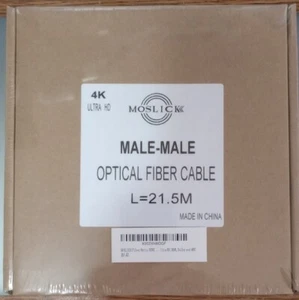 MOSLICK
4K
ULTRA HD
MALE-MALE
OPTICAL FIBER CABLE
L=21.5M
MADE IN CHINA